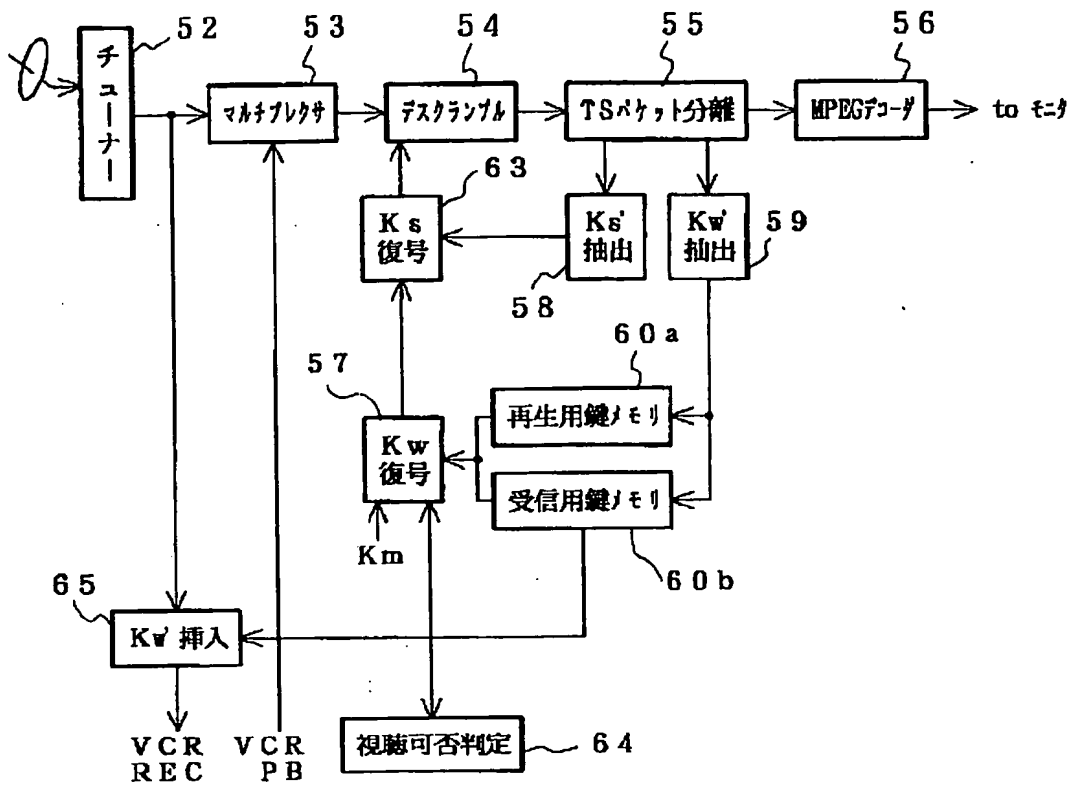 52
53
54
55
56
チューナー
マルチプレクサ
デスクランブル
TSパケット分離
MPEGデコーダ
to モニタ
63
Ks
復号
Ks'
抽出
Kw'
抽出
59
58
60a
57
再生用鍵メモリ
Kw
復号
受信用鍵メモリ
Km
60b
65
Kw' 挿入
VCR
REC
VCR
PB
視聴可否判定
64